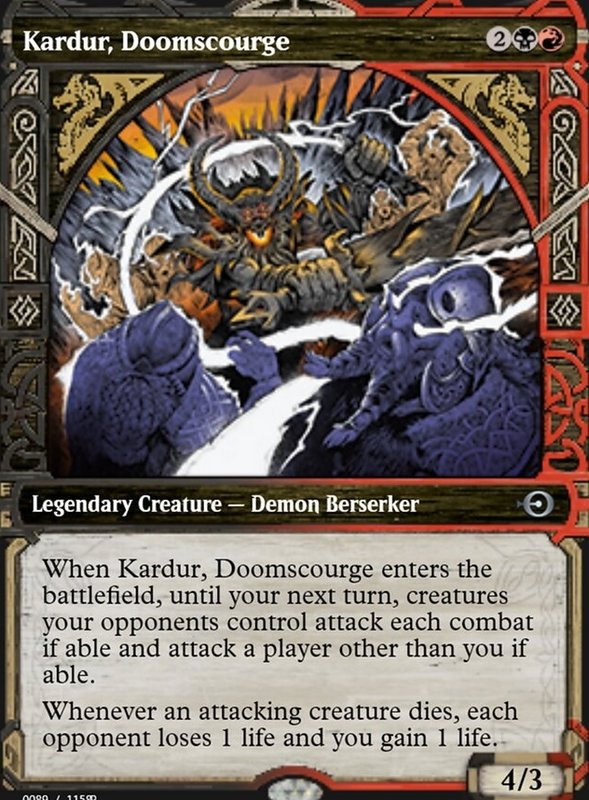 Kardur, Doomscourge 2
Legendary Creature — Demon Berserker
When Kardur, Doomscourge enters the
battlefield, until your next turn, creatures
your opponents control attack each combat
if able and attack a player other than you if
able.
Whenever an attacking creature dies, each
opponent loses 1 life and you gain 1 life.
4/3